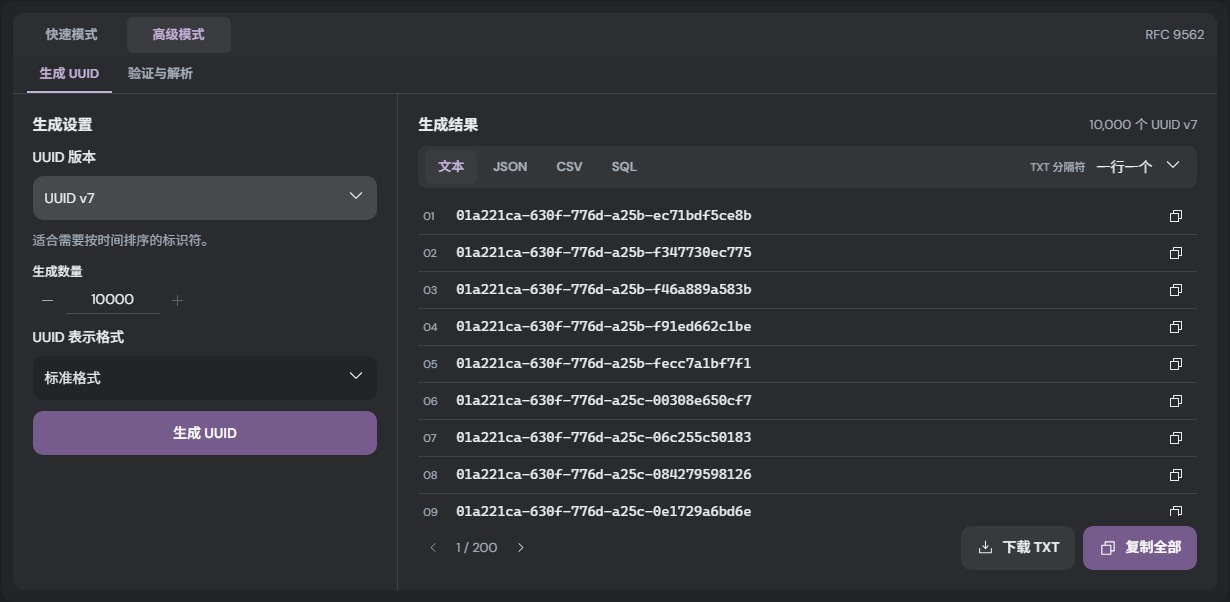 快速模式
高级模式
RFC 9562
生成 UUID
验证与解析
生成设置
UUID 版本
UUID v7
适合需要按时间排序的标识符。
生成数量
— 10000 +
UUID 表示格式
标准格式
生成 UUID
生成结果
10,000 个 UUID v7
文本 JSON CSV SQL
TXT 分隔符 一行一个
01 01a221ca-630f-776d-a25b-ec71bdf5ce8b
02 01a221ca-630f-776d-a25b-f347730ec775
03 01a221ca-630f-776d-a25b-f46a889a583b
04 01a221ca-630f-776d-a25b-f91ed662c1be
05 01a221ca-630f-776d-a25b-fecc7a1bf7f1
06 01a221ca-630f-776d-a25c-00308e650cf7
07 01a221ca-630f-776d-a25c-06c255c50183
08 01a221ca-630f-776d-a25c-084279598126
09 01a221ca-630f-776d-a25c-0e1729a6bd6e
1 / 200
下载 TXT
复制全部